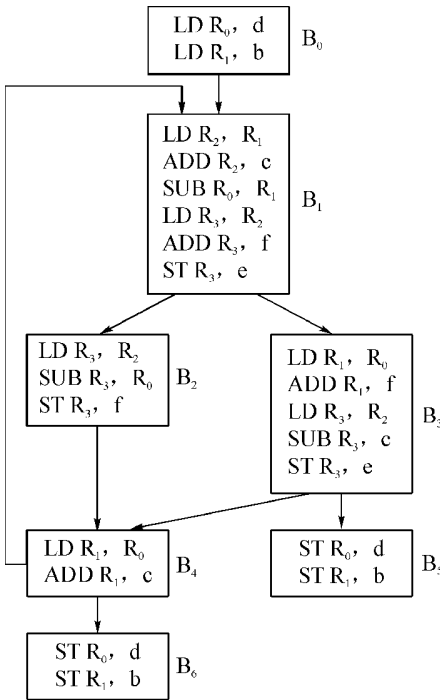 LD R₀, d
LD R₁, b
B₀
LD R₂, R₁
ADD R₂, c
SUB R₀, R₁
LD R₃, R₂
ADD R₃, f
ST R₃, e
B₁
LD R₃, R₂
SUB R₃, R₀
ST R₃, f
B₂
LD R₁, R₀
ADD R₁, f
LD R₃, R₂
SUB R₃, c
ST R₃, e
B₃
LD R₁, R₀
ADD R₁, c
B₄
ST R₀, d
ST R₁, b
B₅
ST R₀, d
ST R₁, b
B₆